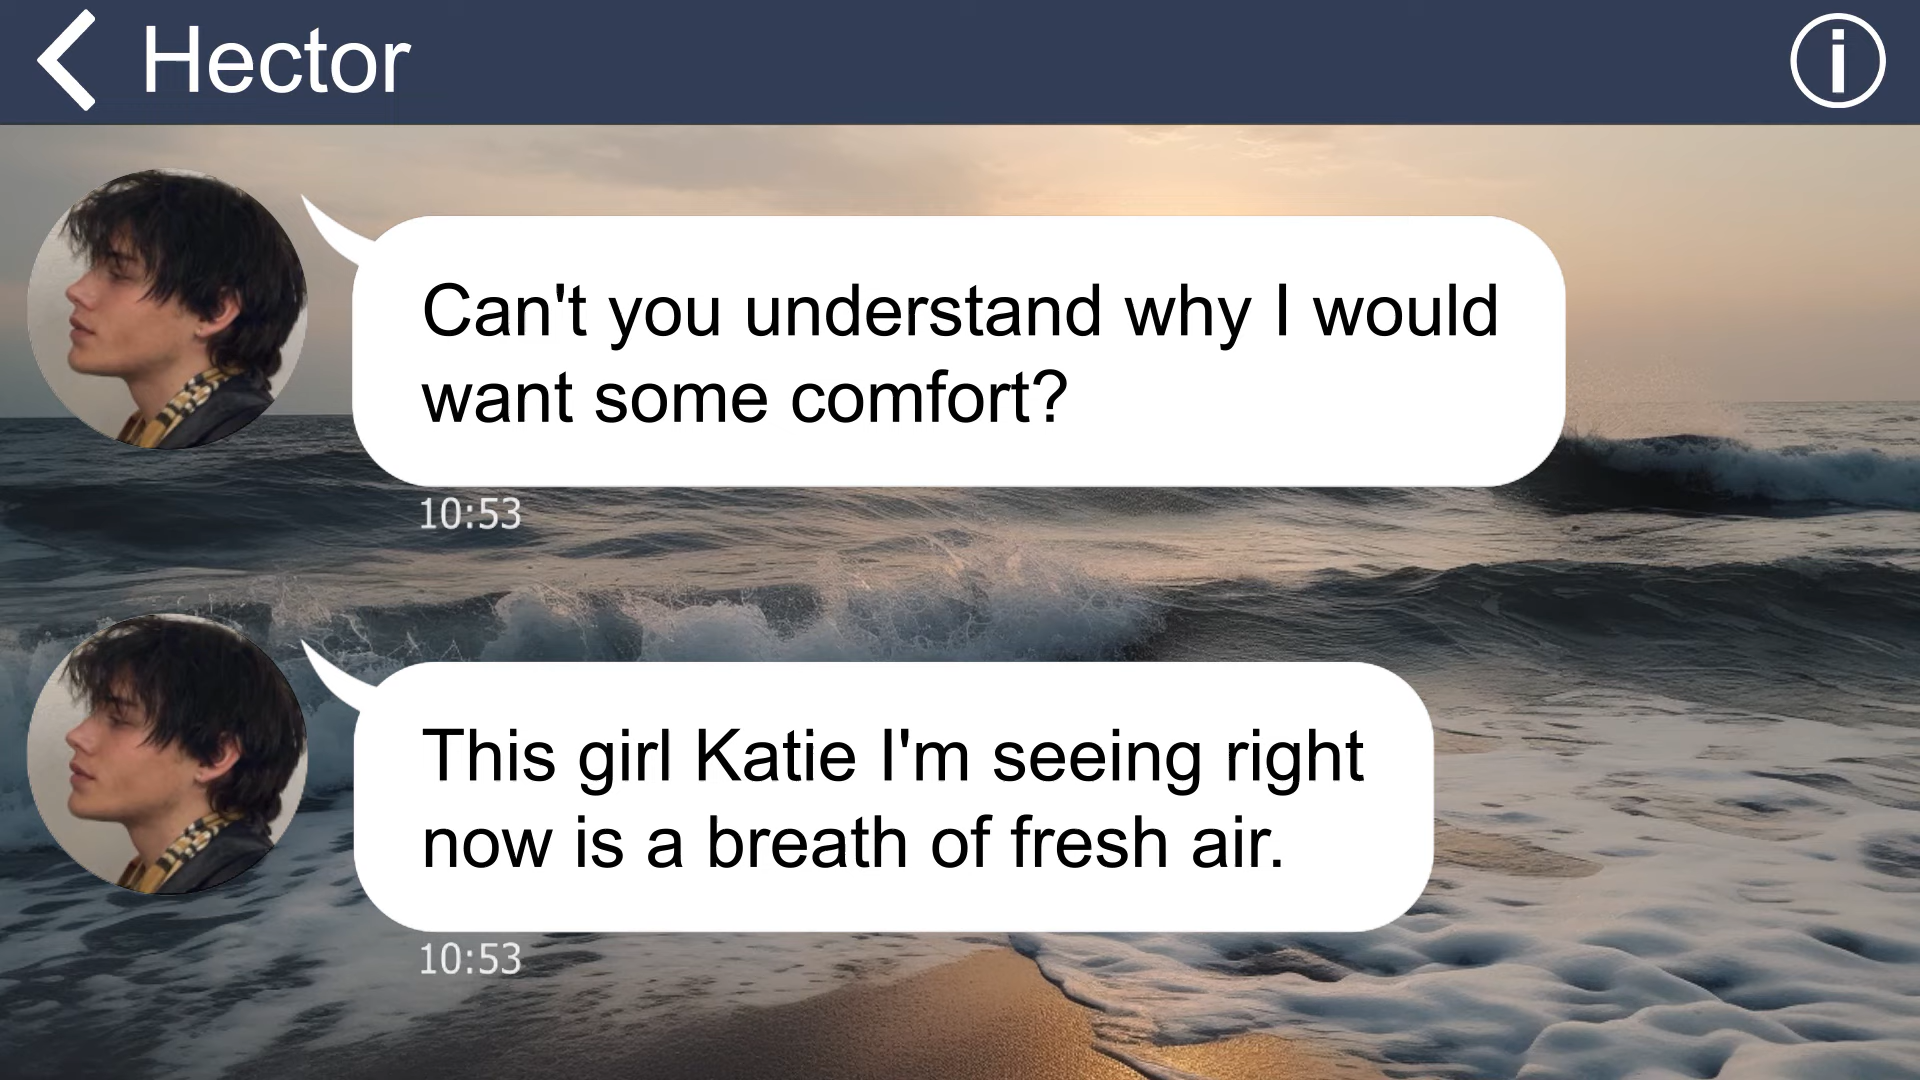 Hector
Can't you understand why I would
want some comfort?
10:53
This girl Katie I'm seeing right
now is a breath of fresh air.
10:53